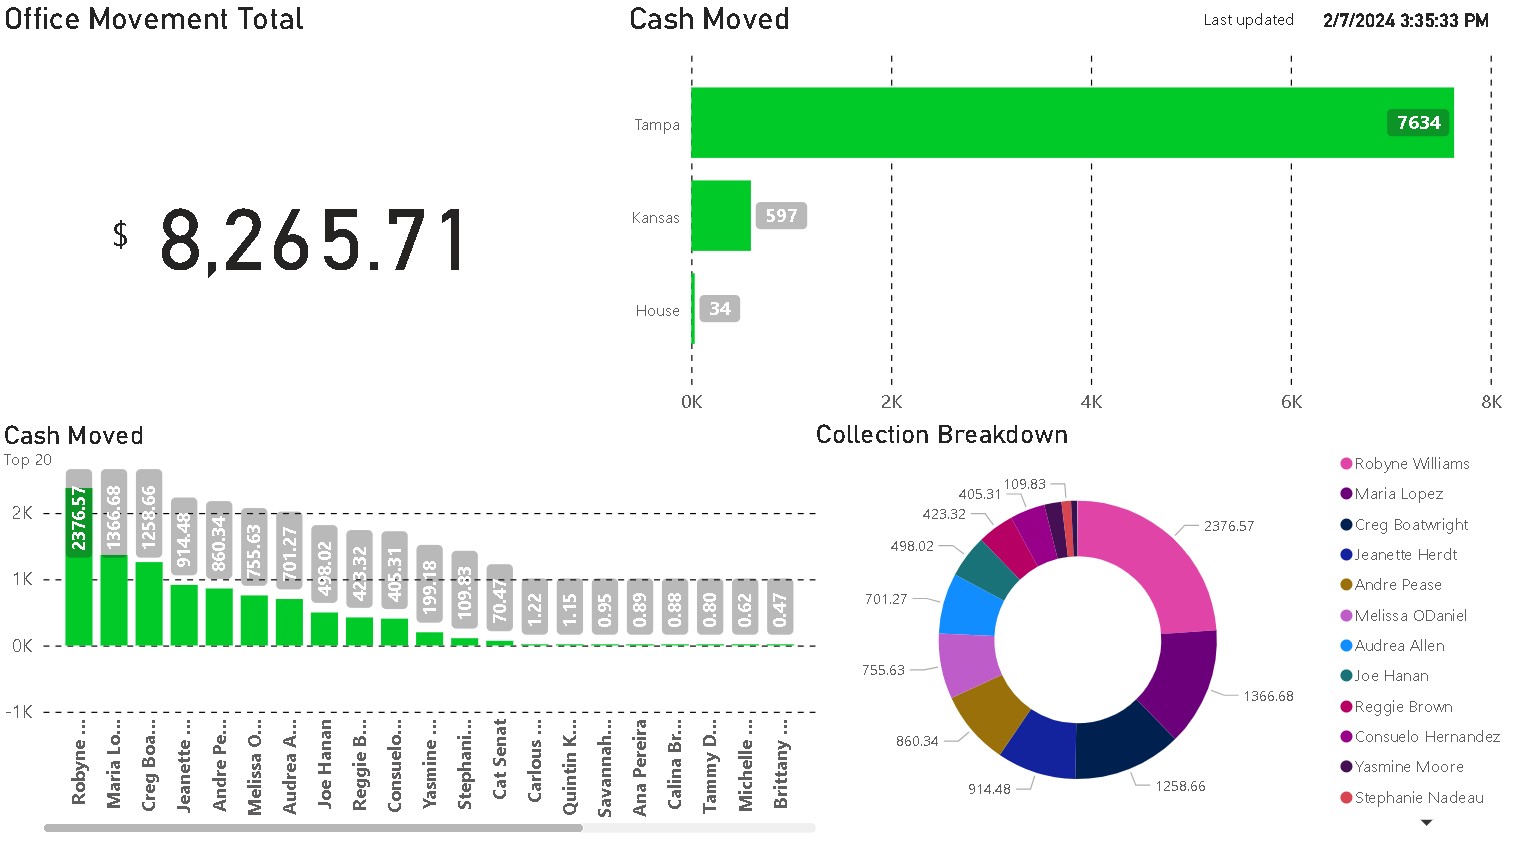 Office Movement Total
$ 8,265.71
Cash Moved
Last updated 2/7/2024 3:35:33 PM
Tampa 7634
Kansas 597
House 34
0K 2K 4K 6K 8K
Cash Moved
Top 20
2K
1K
0K
-1K
2376.57 1366.68 1258.66 914.48 860.34 755.63 701.27 498.02 423.32 405.31 199.18 109.83 70.47 1.22 1.15 0.95 0.89 0.88 0.80 0.62 0.47
Robyne ...
Maria Lo...
Creg Boa...
Jeanette ...
Andre Pe...
Melissa O...
Audrea A...
Joe Hanan
Reggie B...
Consuelo...
Yasmine ...
Stephani...
Cat Senat
Carlous ...
Quintin K...
Savannah...
Ana Pereira
Calina Br...
Tammy D...
Michelle ...
Brittany ...
Collection Breakdown
2376.57
1366.68
1258.66
914.48
860.34
755.63
701.27
498.02
423.32
405.31
109.83
Robyne Williams
Maria Lopez
Creg Boatwright
Jeanette Herdt
Andre Pease
Melissa ODaniel
Audrea Allen
Joe Hanan
Reggie Brown
Consuelo Hernandez
Yasmine Moore
Stephanie Nadeau